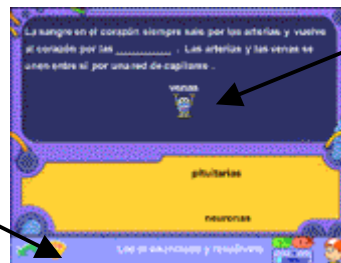 La sangre en el corazón siempre sale por las arterias y vuelve
al corazón por las ____________ . Las arterias y las venas se
unen entre sí por una red de capilares .
venas
pituitarias
neuronas